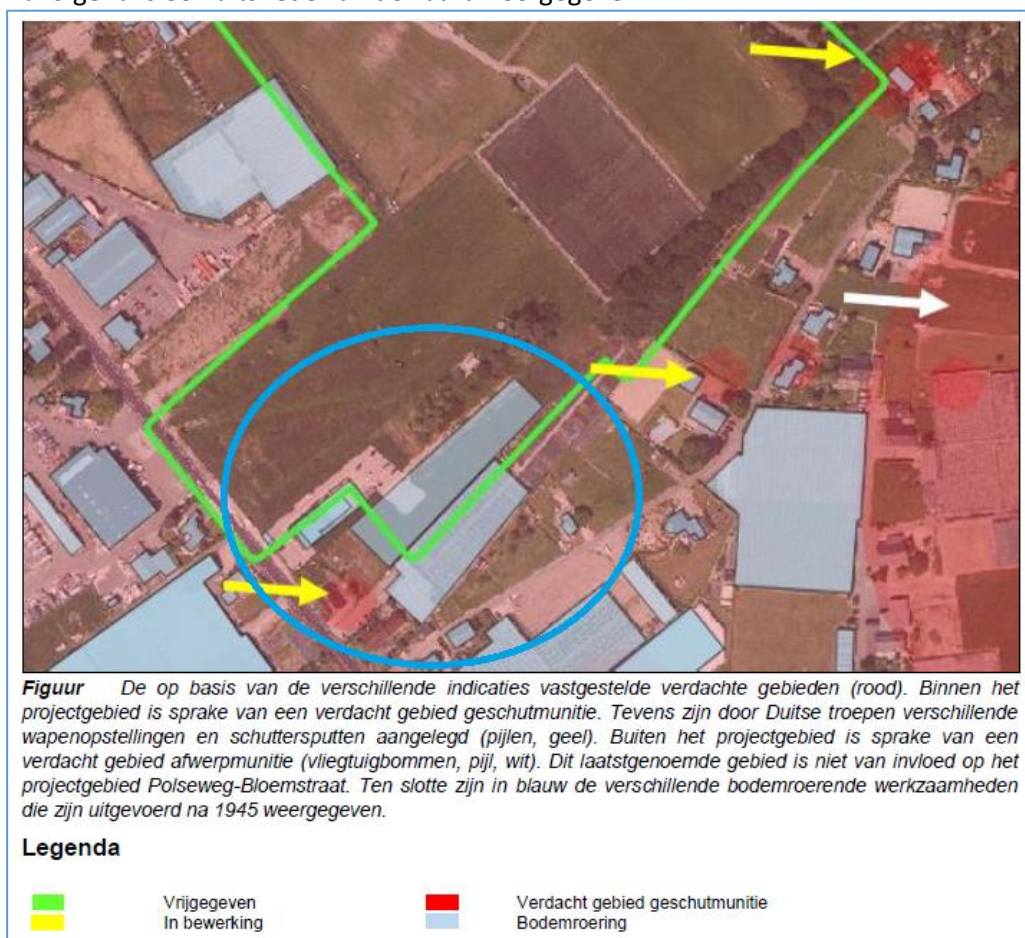 Figuur De op basis van de verschillende indicaties vastgestelde verdachte gebieden (rood). Binnen het
projectgebied is sprake van een verdacht gebied geschutmunitie. Tevens zijn door Duitse troepen verschillende
wapenopstellingen en schuttersputten aangelegd (pijlen, geel). Buiten het projectgebied is sprake van een
verdacht gebied afwerpmunitie (vliegtuigbommen, pijl, wit). Dit laatstgenoemde gebied is niet van invloed op het
projectgebied Polseweg-Bloemstraat. Ten slotte zijn in blauw de verschillende bodemroerende werkzaamheden
die zijn uitgevoerd na 1945 weergegeven.
Legenda
Vrijgegeven Verdacht gebied geschutmunitie
In bewerking Bodemroering